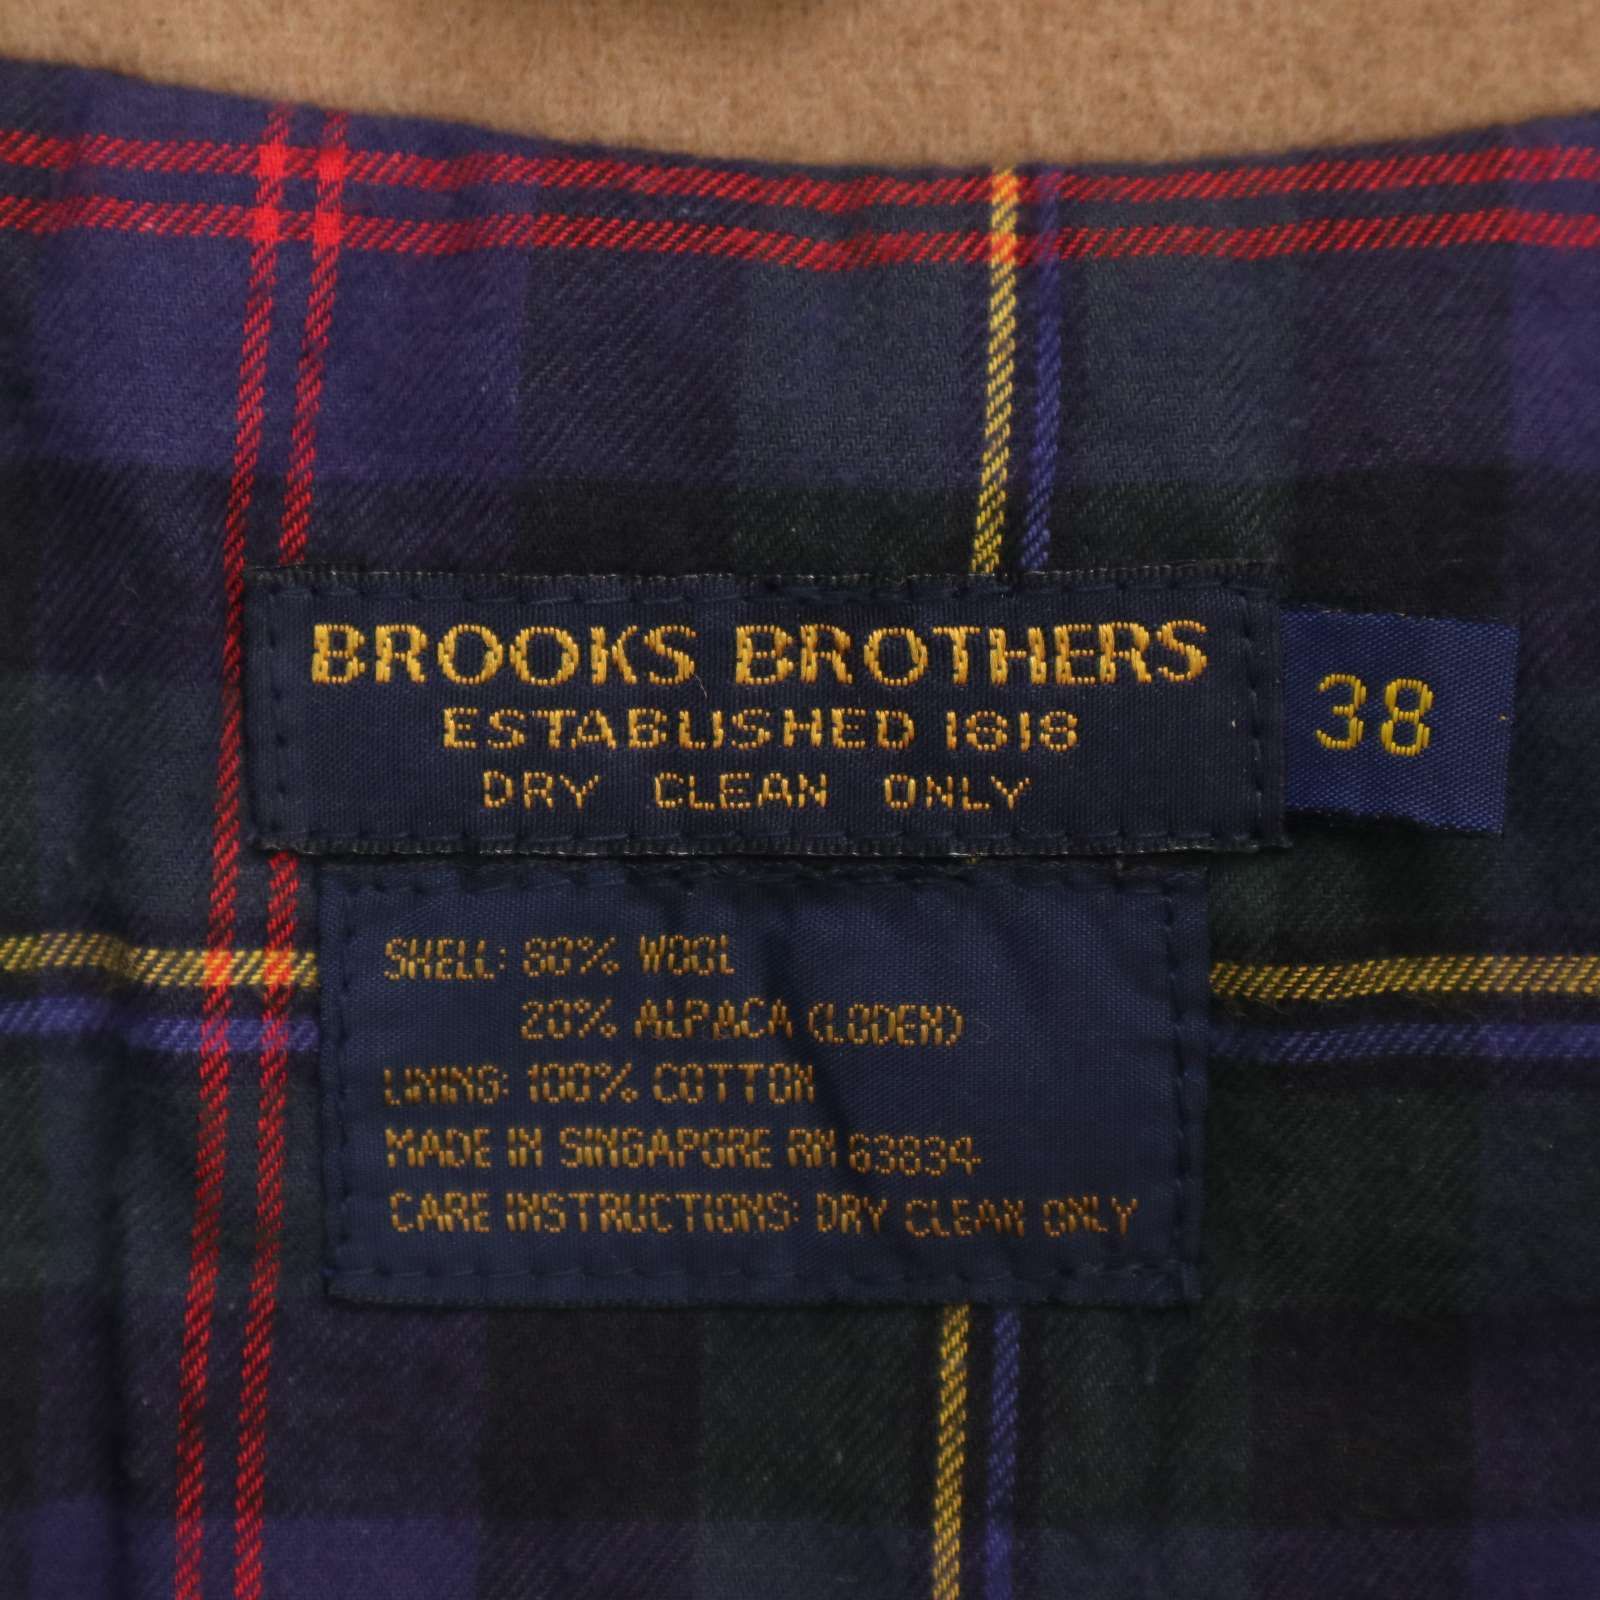 BROOKS BROTHERS
ESTABLISHED 1818
DRY CLEAN ONLY
38
SHELL: 80% WOOL
20% ALPACA (LODEN)
LINING: 100% COTTON
MADE IN SINGAPORE RN 63834
CARE INSTRUCTIONS: DRY CLEAN ONLY